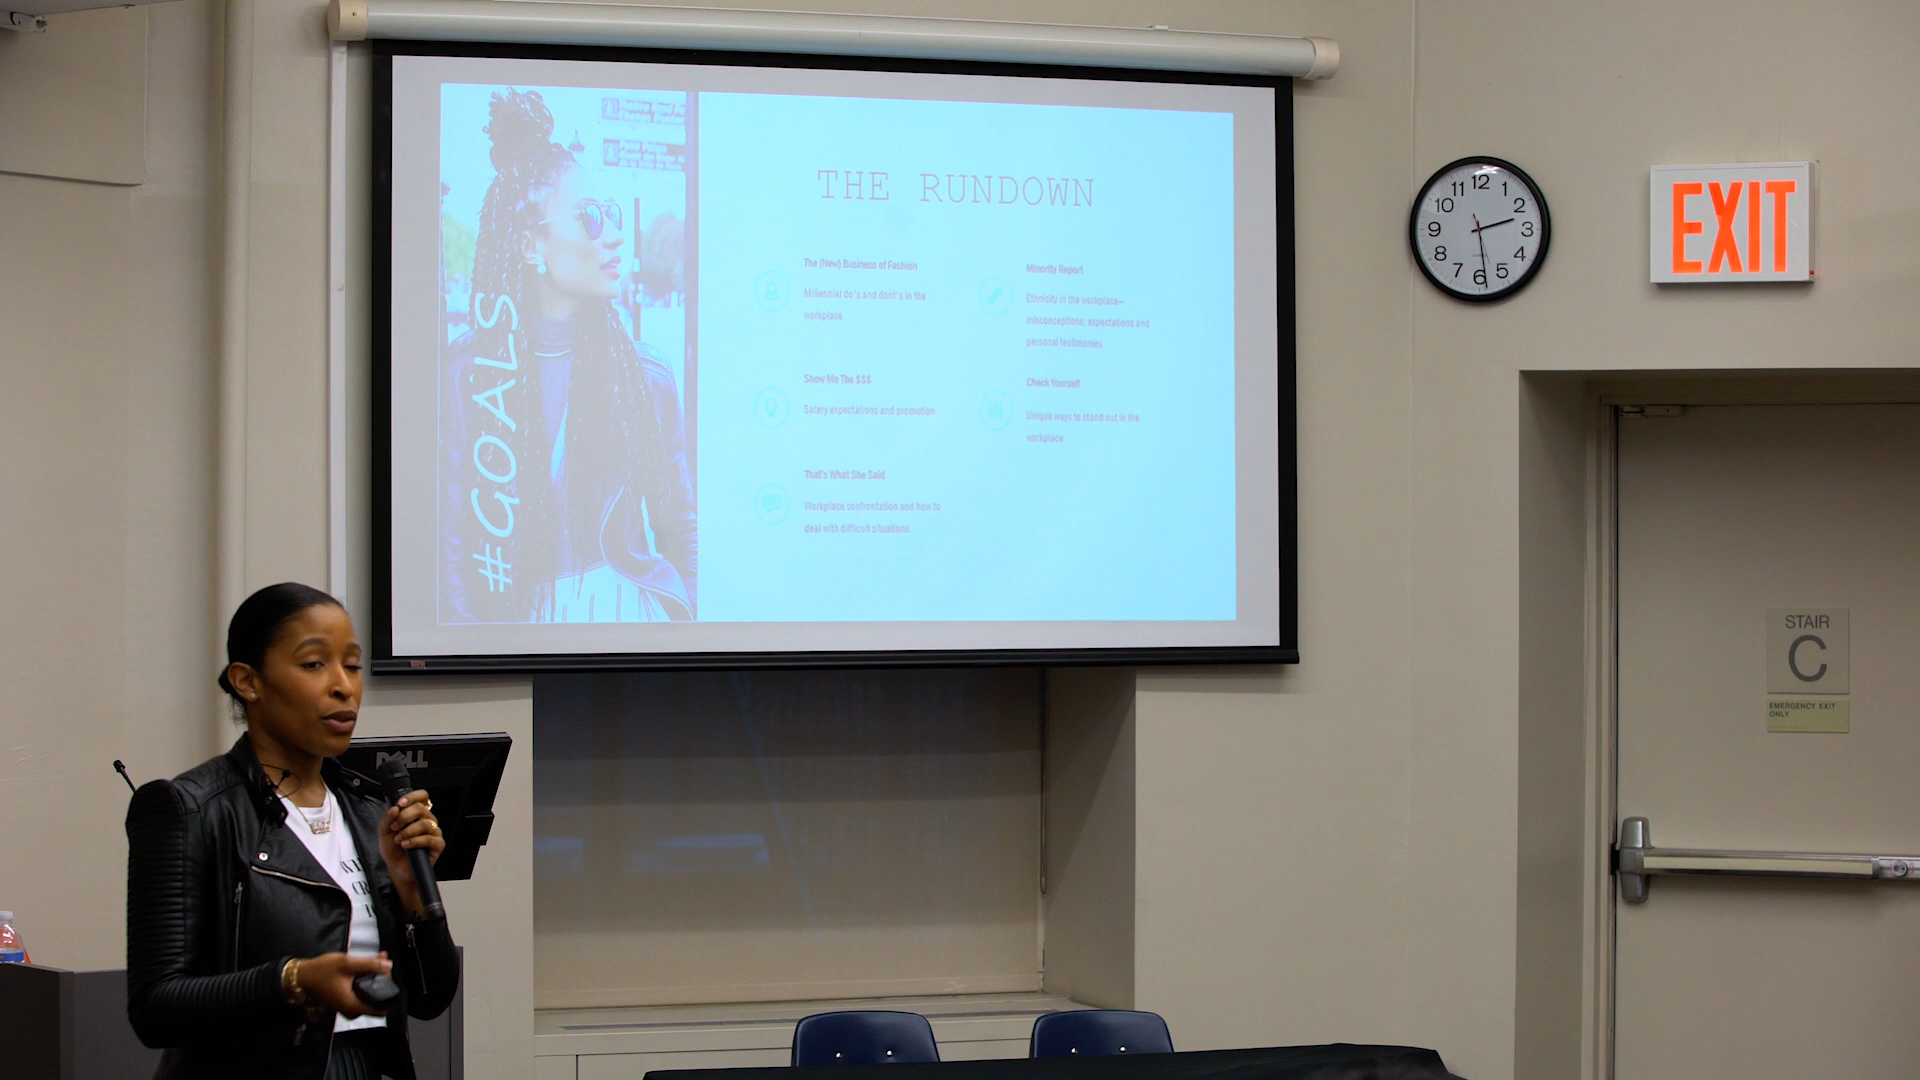 #GOALS
THE RUNDOWN
The (New) Business of Fashion
Millennial do's and dont's in the
workplace
Show Me The $$$
Salary expectations and promotion
That's What She Said
Workplace confrontation and how to
deal with difficult situations
Minority Report
Ethnicity in the workplace—
misconceptions, expectations and
personal testimonies
Check Yourself
Unique ways to stand out in the
workplace
12
1
2
3
4
5
6
7
8
9
10
11
EXIT
STAIR
C
EMERGENCY EXIT
ONLY
DELL